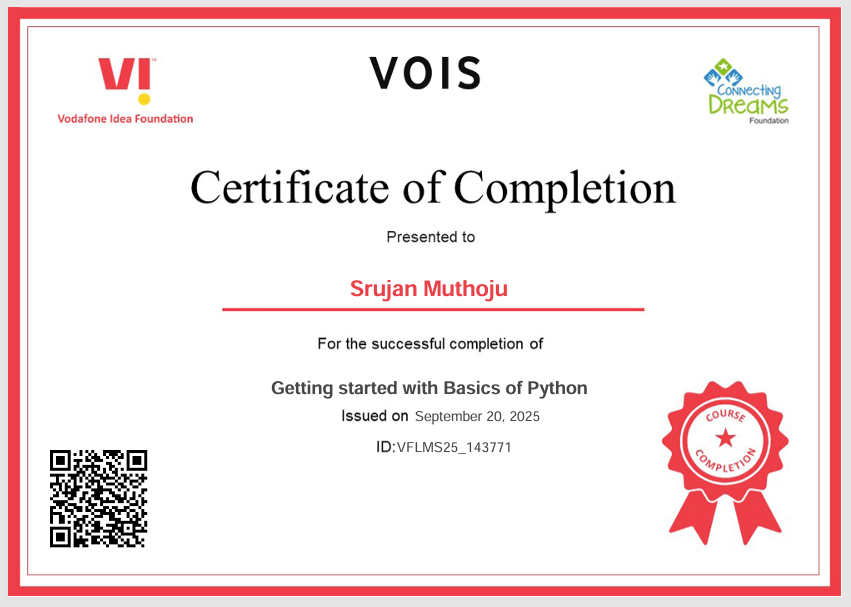 VI™
Vodafone Idea Foundation
VOIS
Connecting
Dreams
Foundation
Certificate of Completion
Presented to
Srujan Muthoju
For the successful completion of
Getting started with Basics of Python
Issued on September 20, 2025
ID:VFLMS25_143771
COURSE
COMPLETION